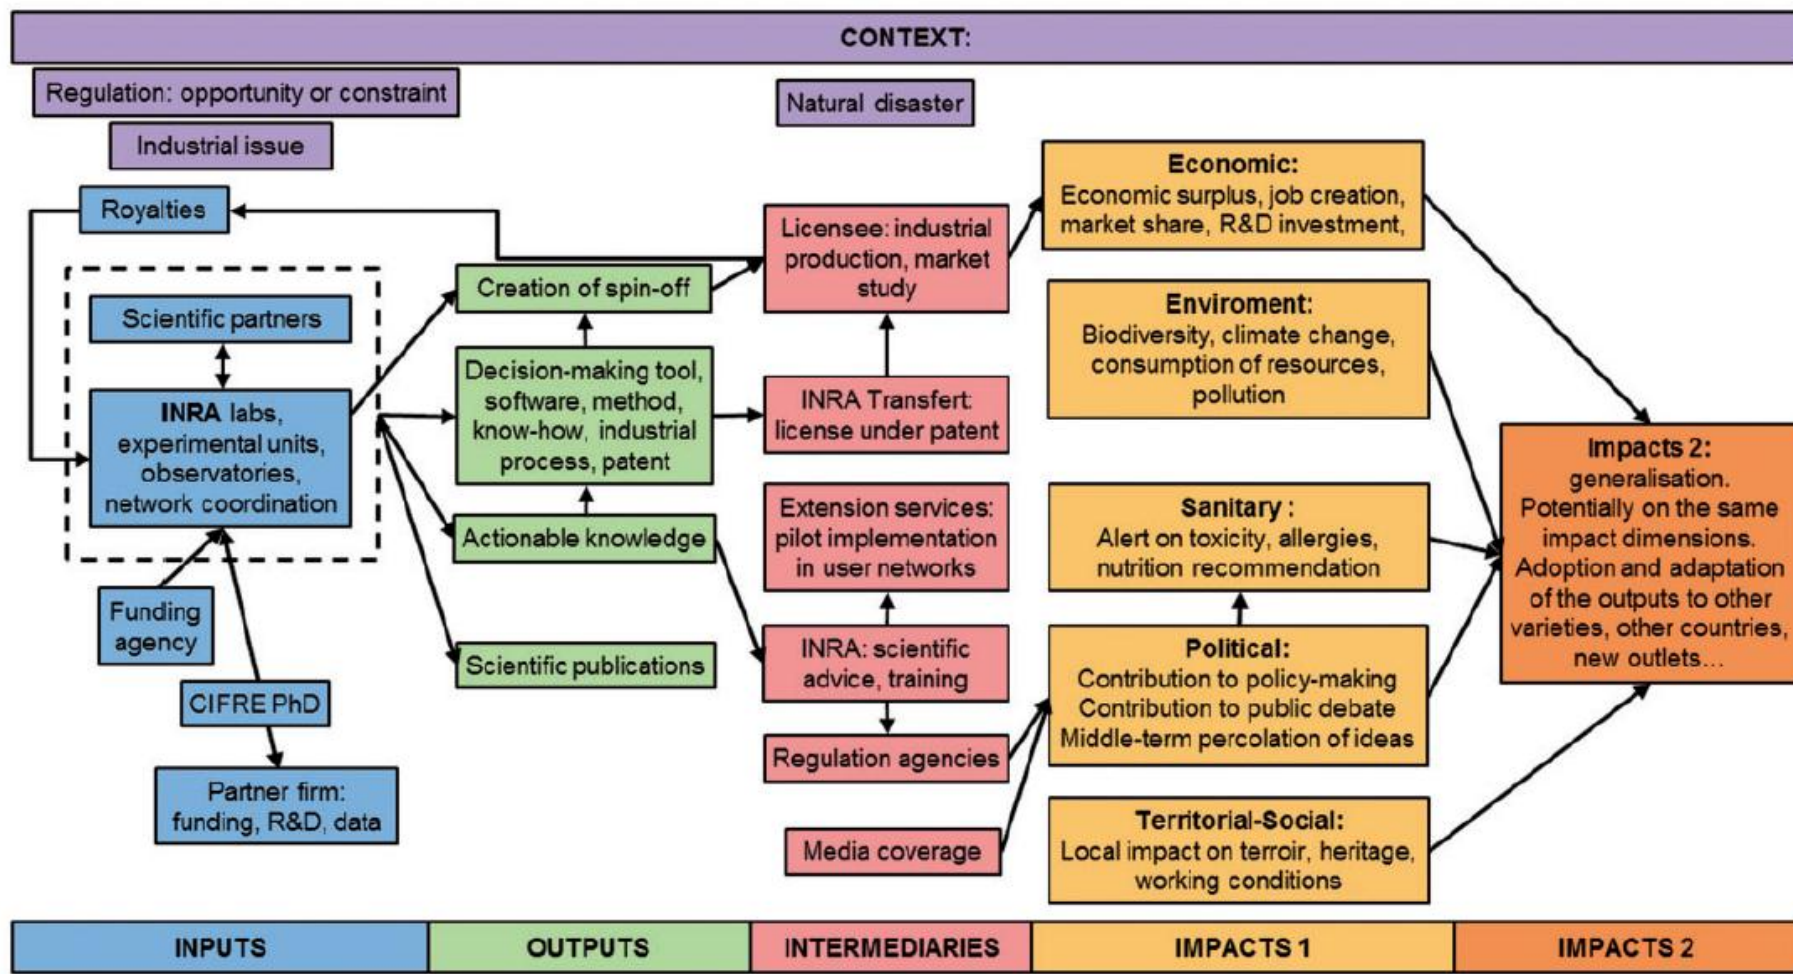 CONTEXT:
Regulation: opportunity or constraint
Industrial issue
Natural disaster
Royalties
Scientific partners
INRA labs,
experimental units,
observatories,
network coordination
Funding
agency
CIFRE PhD
Partner firm:
funding, R&D, data
Creation of spin-off
Decision-making tool,
software, method,
know-how, industrial
process, patent
Actionable knowledge
Scientific publications
Licensee: industrial
production, market
study
INRA Transfert:
license under patent
Extension services:
pilot implementation
in user networks
INRA: scientific
advice, training
Regulation agencies
Media coverage
Economic:
Economic surplus, job creation,
market share, R&D investment,
Enviroment:
Biodiversity, climate change,
consumption of resources,
pollution
Sanitary :
Alert on toxicity, allergies,
nutrition recommendation
Political:
Contribution to policy-making
Contribution to public debate
Middle-term percolation of ideas
Territorial-Social:
Local impact on terroir, heritage,
working conditions
Impacts 2:
generalisation.
Potentially on the same
impact dimensions.
Adoption and adaptation
of the outputs to other
varieties, other countries,
new outlets...
INPUTS
OUTPUTS
INTERMEDIARIES
IMPACTS 1
IMPACTS 2